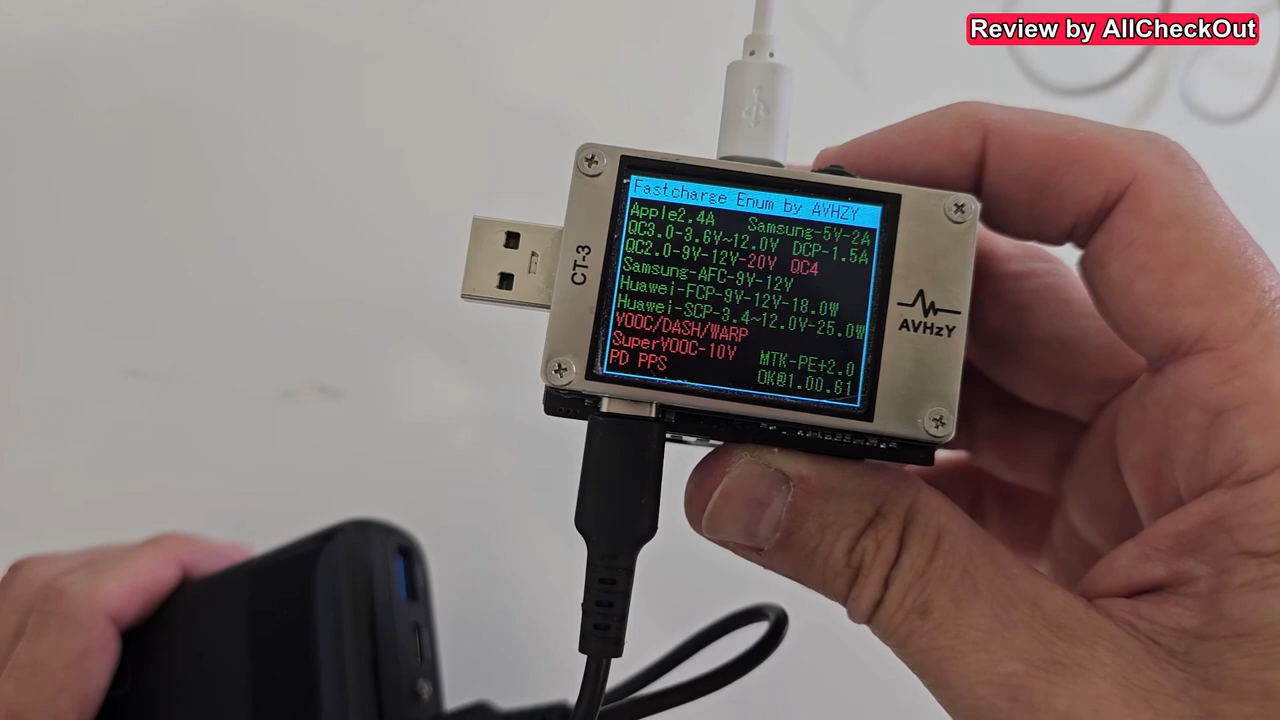 Review by AllCheckOut
Fastcharge Enum by AVHZY
Apple2.4A Samsung-5V-2A
QC3.0-3.6V~12.0V DCP-1.5A
QC2.0-9V-12V-20V QC4
Samsung-AFC-9V-12V
Huawei-FCP-9V-12V-18.0W
Huawei-SCP-3.4~12.0V-25.0W
VOOC/DASH/WARP
SuperVOOC-10V MTK-PE+2.0
PD PPS OK@1.00.61
CT-3
AVHzY